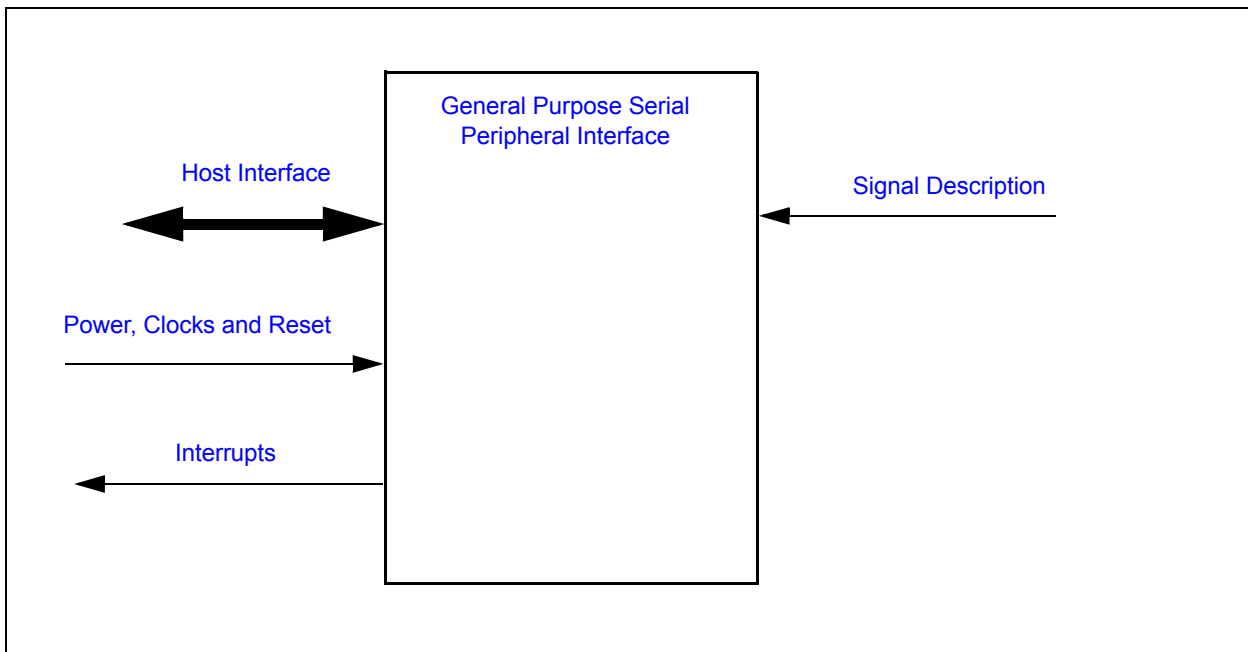 General Purpose Serial
Peripheral Interface
Host Interface
Signal Description
Power, Clocks and Reset
Interrupts